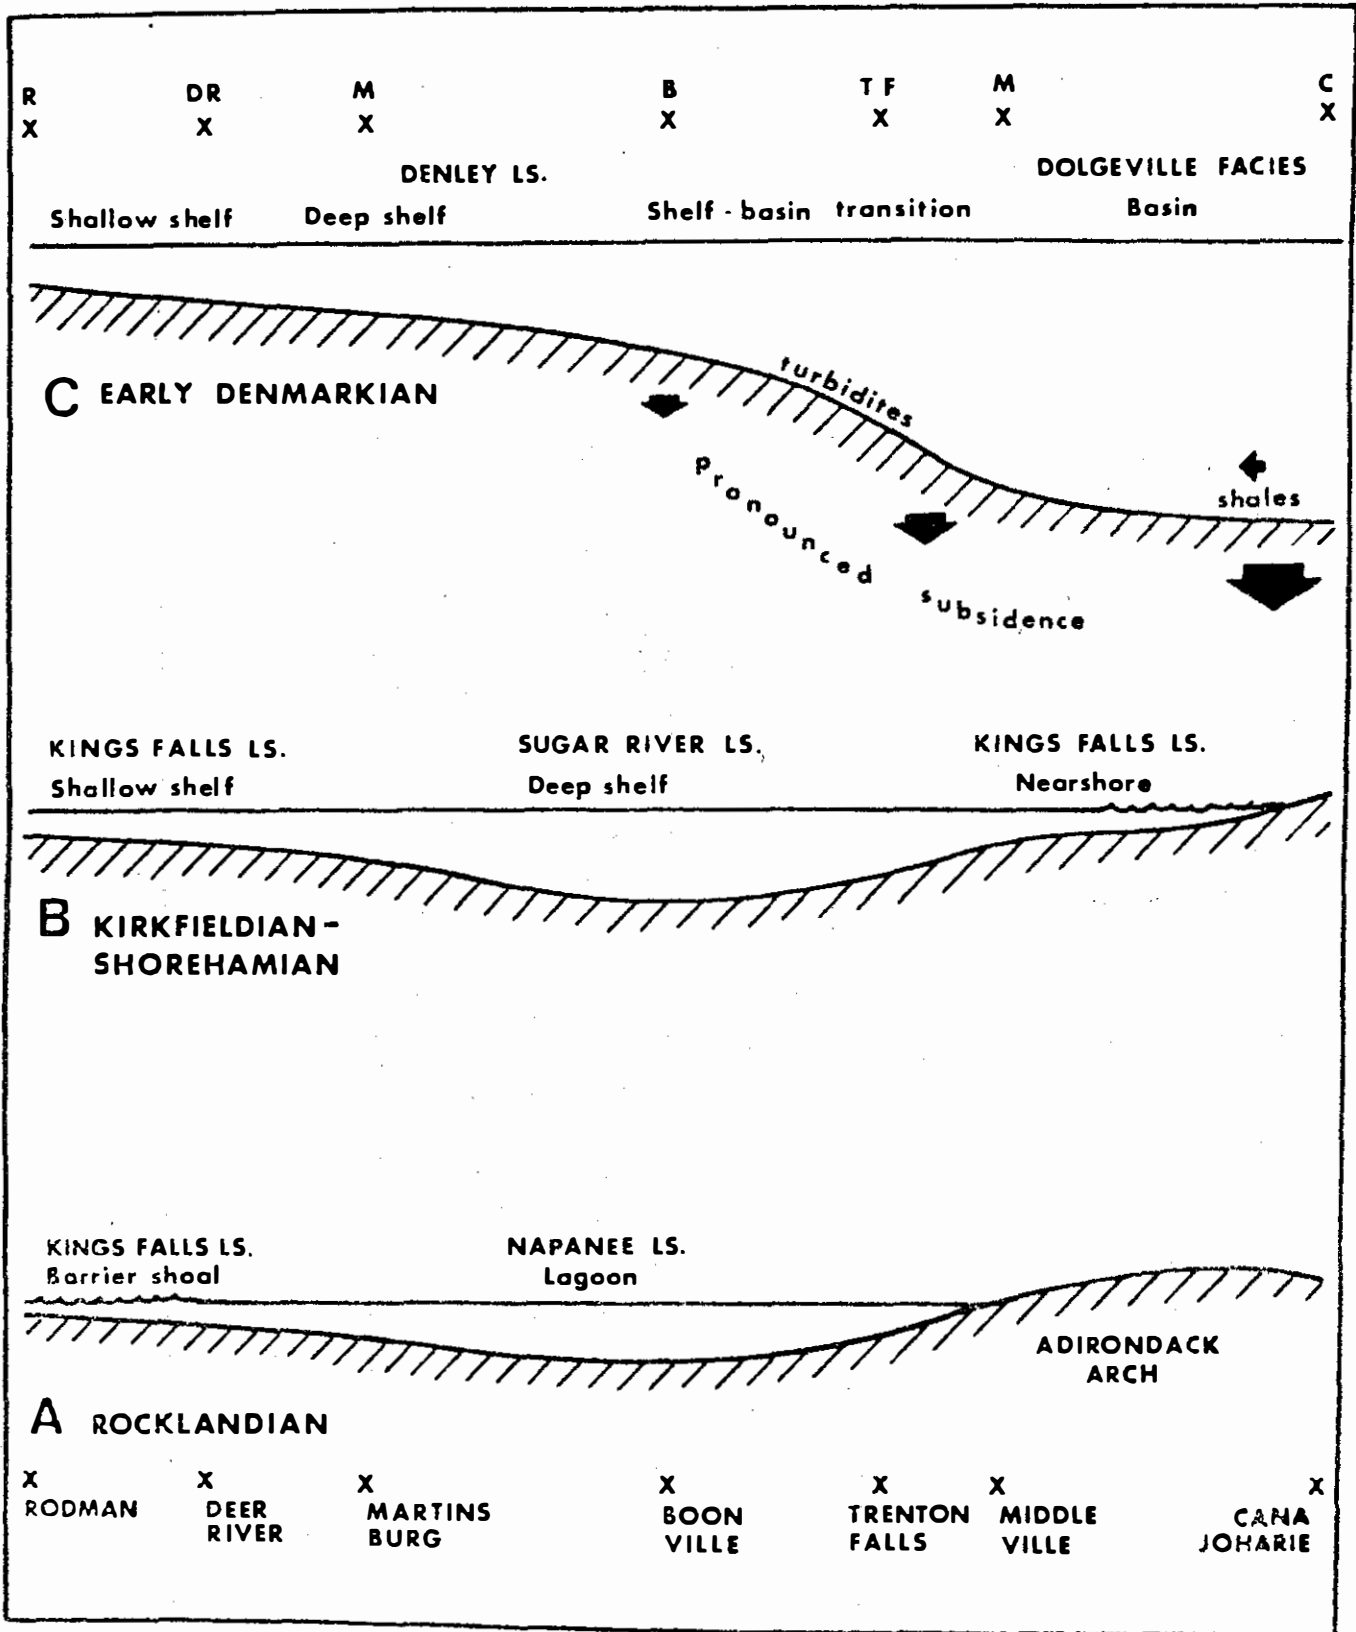 R DR M B T F M C
X X X X X X X
DENLEY LS. DOLGEVILLE FACIES
Shallow shelf Deep shelf Shelf - basin transition Basin
turbidites
C EARLY DENMARKIAN
shales
pronounced subsidence
KINGS FALLS LS. SUGAR RIVER LS. KINGS FALLS LS.
Shallow shelf Deep shelf Nearshore
B KIRKFIELDIAN -
SHOREHAMIAN
KINGS FALLS LS. NAPANEE LS.
Barrier shoal Lagoon
ADIRONDACK
ARCH
A ROCKLANDIAN
X X X X X X X
RODMAN DEER MARTINS BOON TRENTON MIDDLE CANA
RIVER BURG VILLE FALLS VILLE JOHARIE